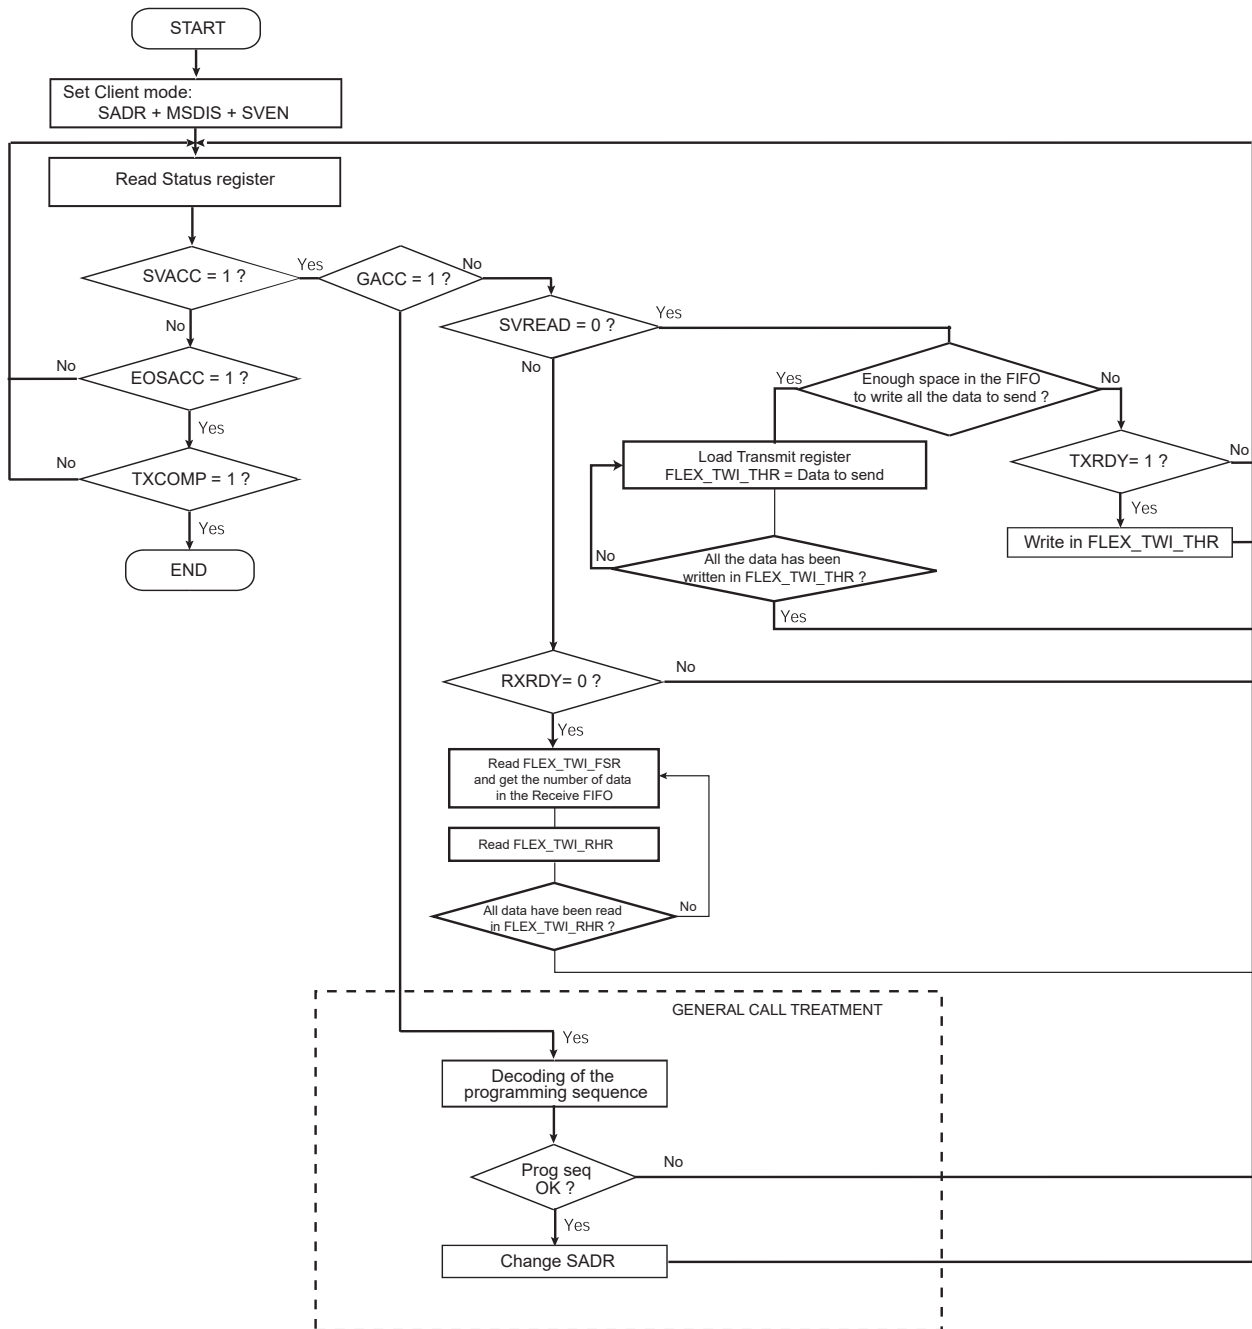 START
Set Client mode:
SADR + MSDIS + SVEN
Read Status register
SVACC = 1 ?
Yes
GACC = 1 ?
No
SVREAD = 0 ?
Yes
No
No
No
EOSACC = 1 ?
Yes
Enough space in the FIFO
to write all the data to send ?
No
Yes
No
TXCOMP = 1 ?
Load Transmit register
FLEX_TWI_THR = Data to send
TXRDY= 1 ?
No
Yes
Yes
END
No
All the data has been
written in FLEX_TWI_THR ?
Write in FLEX_TWI_THR
Yes
RXRDY= 0 ?
No
Yes
Read FLEX_TWI_FSR
and get the number of data
in the Receive FIFO
Read FLEX_TWI_RHR
All data have been read
in FLEX_TWI_RHR ?
No
GENERAL CALL TREATMENT
Yes
Decoding of the
programming sequence
Prog seq
OK ?
No
Yes
Change SADR